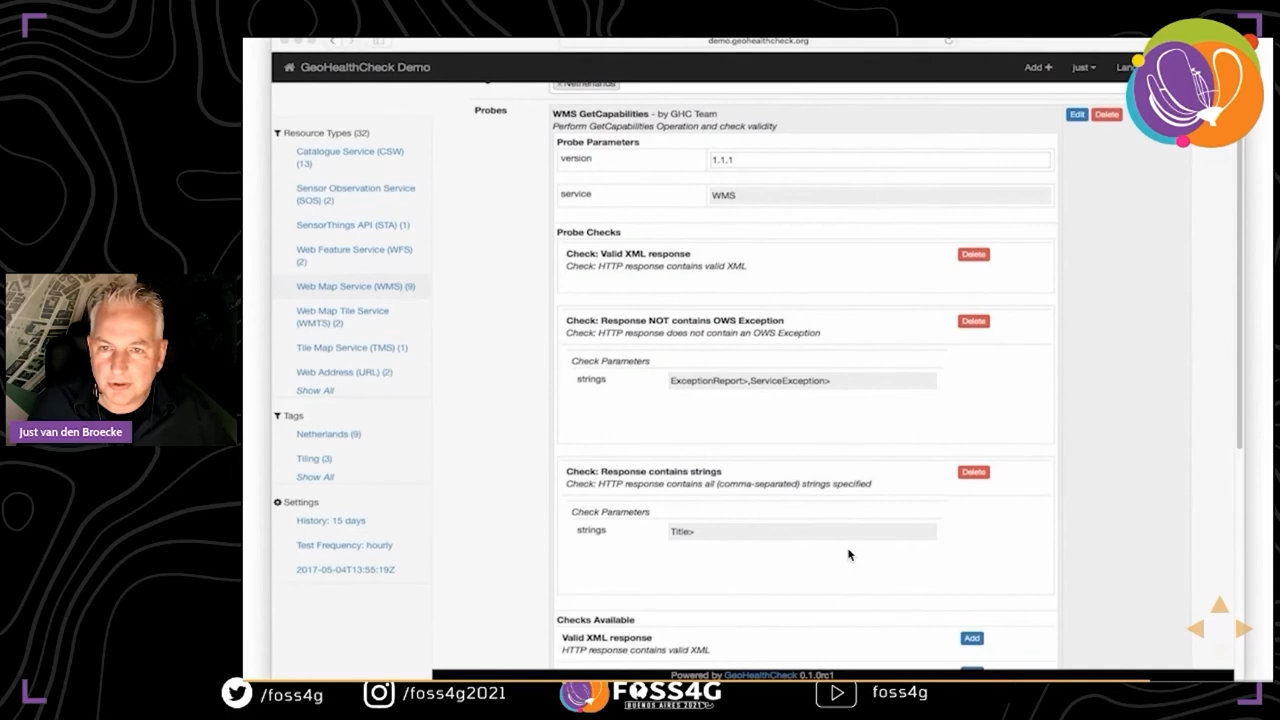 demo.geohealthcheck.org
GeoHealthCheck Demo
Add +
just
Netherlands
Probes
WMS GetCapabilities - by GHC Team
Edit
Delete
Perform GetCapabilities Operation and check validity
Resource Types (32)
Catalogue Service (CSW)
(13)
Sensor Observation Service
(SOS) (2)
SensorThings API (STA) (1)
Web Feature Service (WFS)
(2)
Web Map Service (WMS) (9)
Web Map Tile Service
(WMTS) (2)
Tile Map Service (TMS) (1)
Web Address (URL) (2)
Show All
Tags
Netherlands (9)
Tiling (3)
Show All
Settings
History: 15 days
Test Frequency: hourly
2017-05-04T13:55:19Z
Probe Parameters
version
1.1.1
service
WMS
Probe Checks
Check: Valid XML response
Delete
Check: HTTP response contains valid XML
Check: Response NOT contains OWS Exception
Delete
Check: HTTP response does not contain an OWS Exception
Check Parameters
strings
ExceptionReport>,ServiceException>
Check: Response contains strings
Delete
Check: HTTP response contains all (comma-separated) strings specified
Check Parameters
strings
Title>
Checks Available
Valid XML response
Add
HTTP response contains valid XML
Powered by GeoHealthCheck 0.1.0rc1
Just van den Broecke
/foss4g
/foss4g2021
FOSS4G
BUENOS AIRES 2021
foss4g